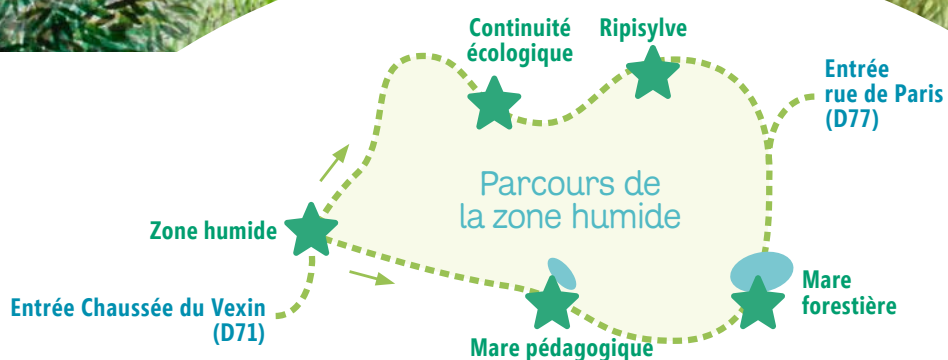 Continuité
écologique
Ripisylve
Entrée
rue de Paris
(D77)
Parcours de
la zone humide
Zone humide
Entrée Chaussée du Vexin
(D71)
Mare
forestière
Mare pédagogique